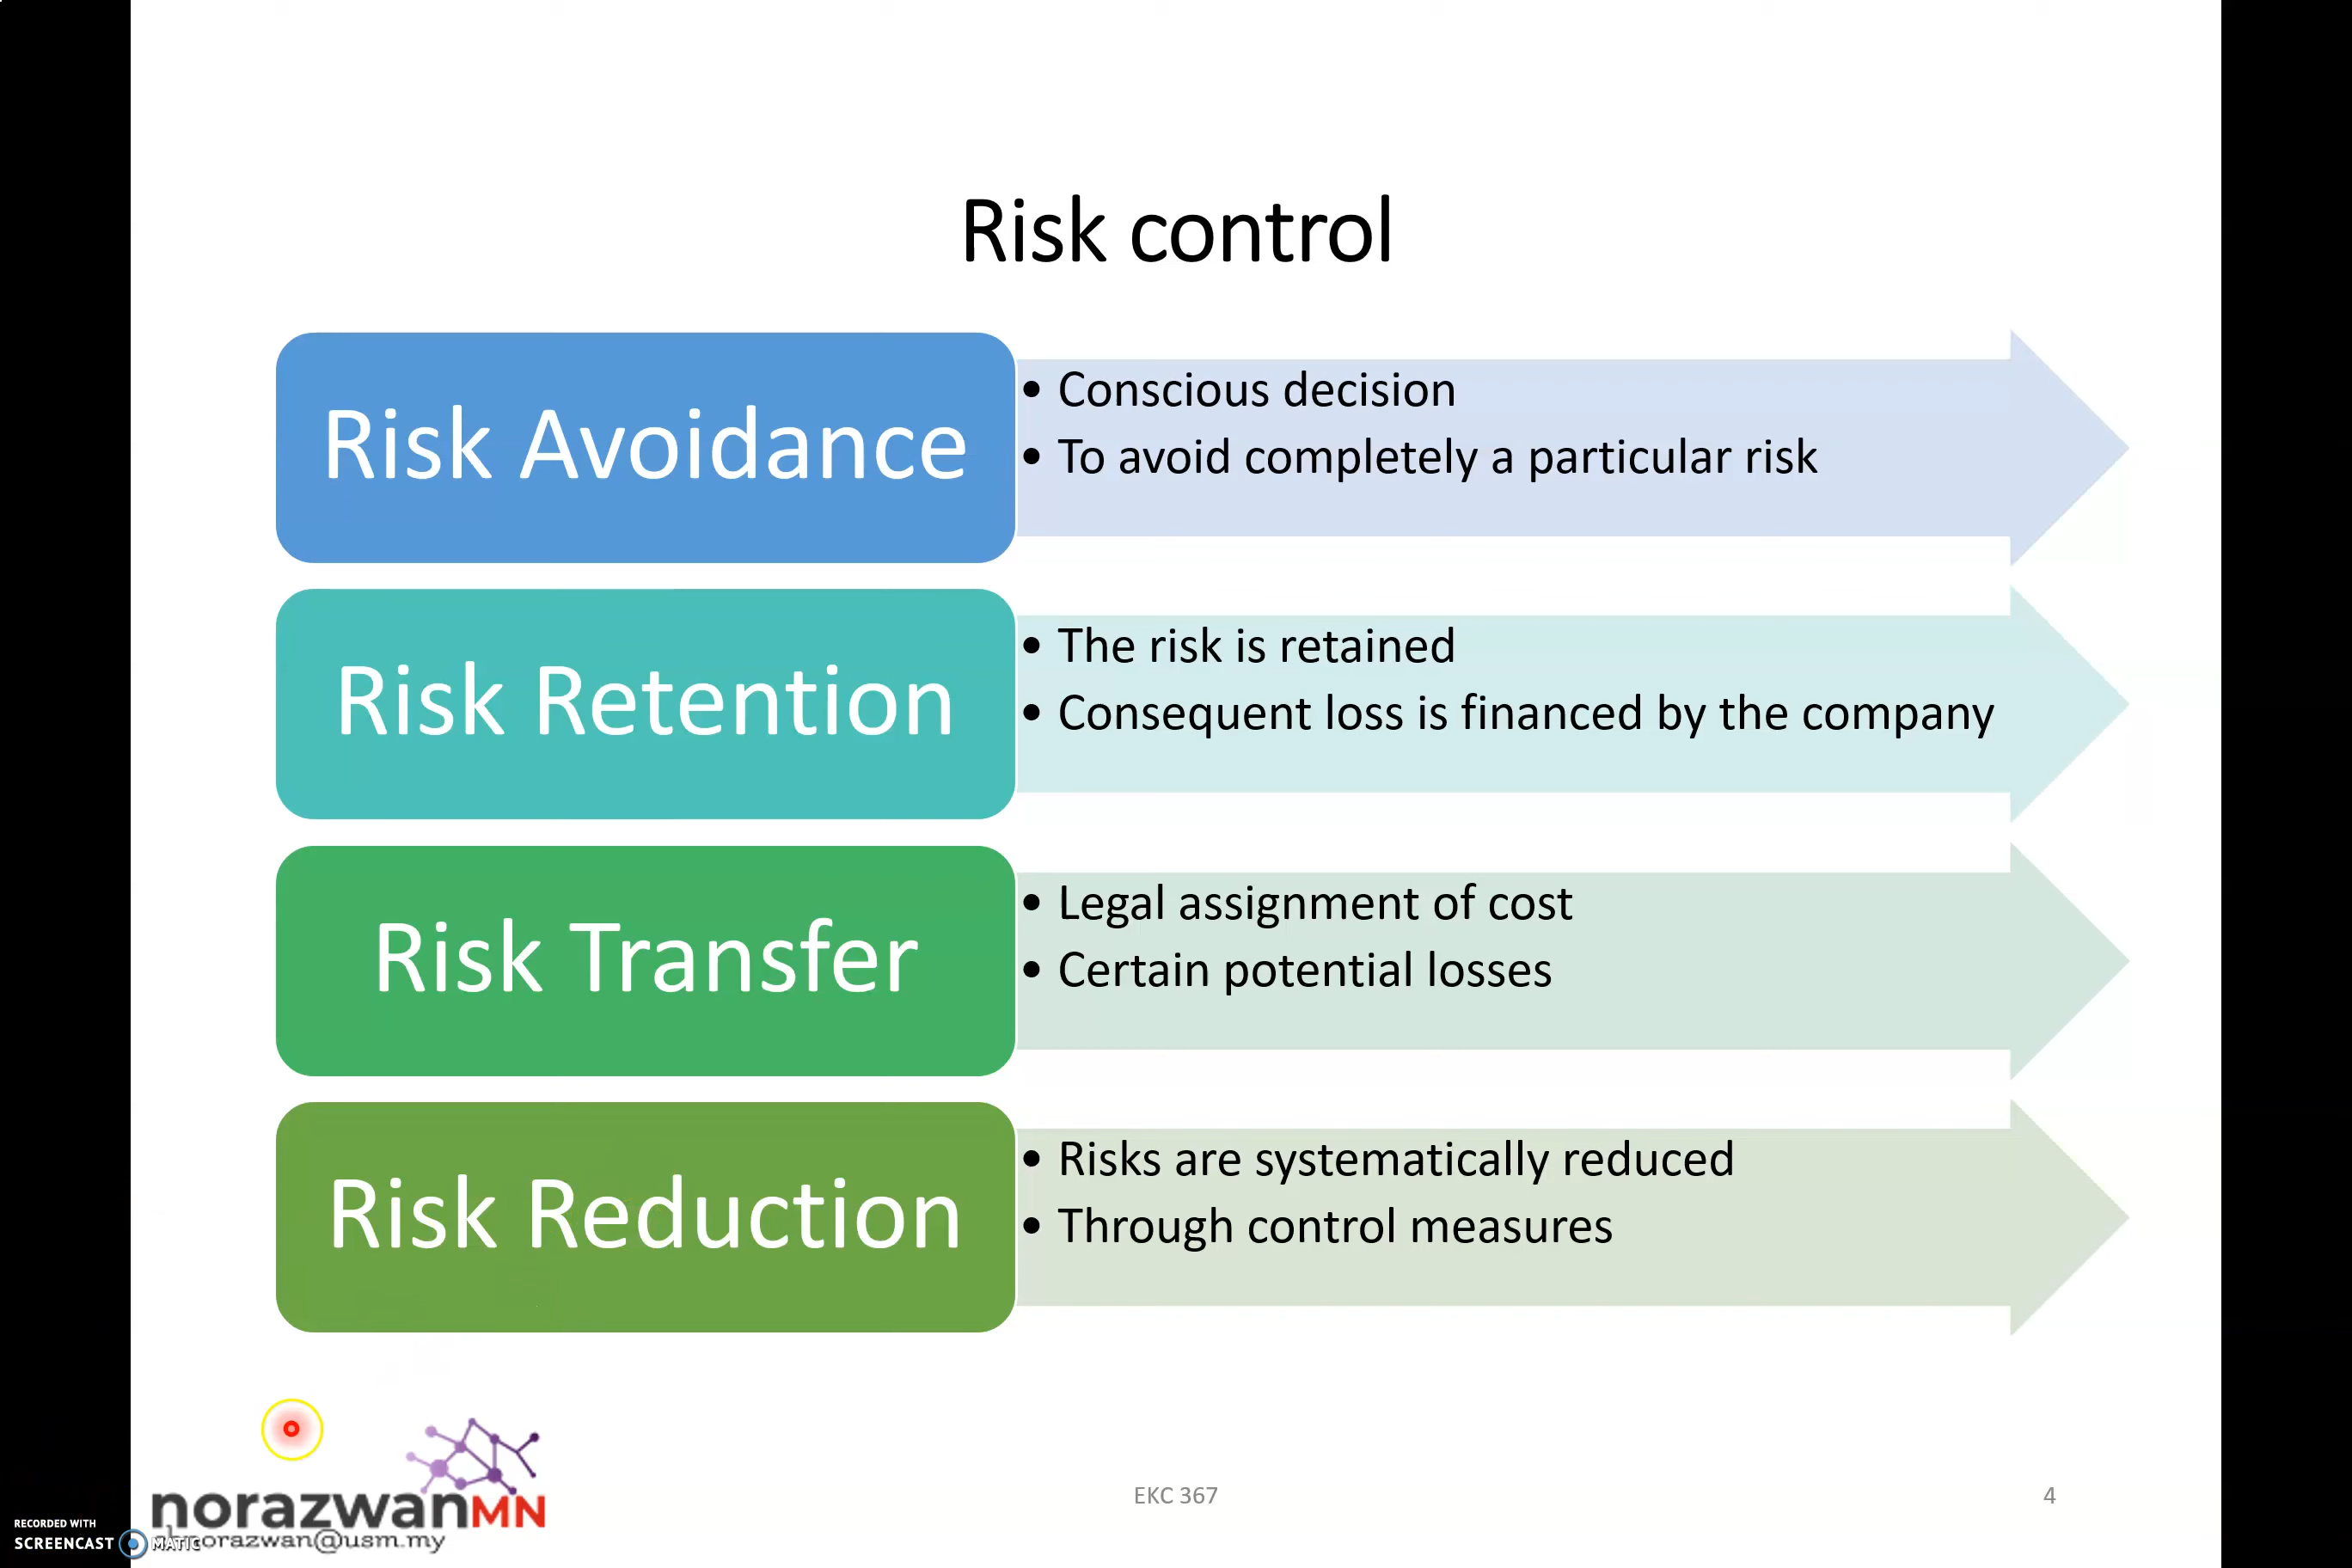 Risk control
Risk Avoidance
• Conscious decision
• To avoid completely a particular risk
Risk Retention
• The risk is retained
• Consequent loss is financed by the company
Risk Transfer
• Legal assignment of cost
• Certain potential losses
Risk Reduction
• Risks are systematically reduced
• Through control measures
norazwanMN
norazwan@usm.my
EKC 367
4
RECORDED WITH
SCREENCAST MATIC